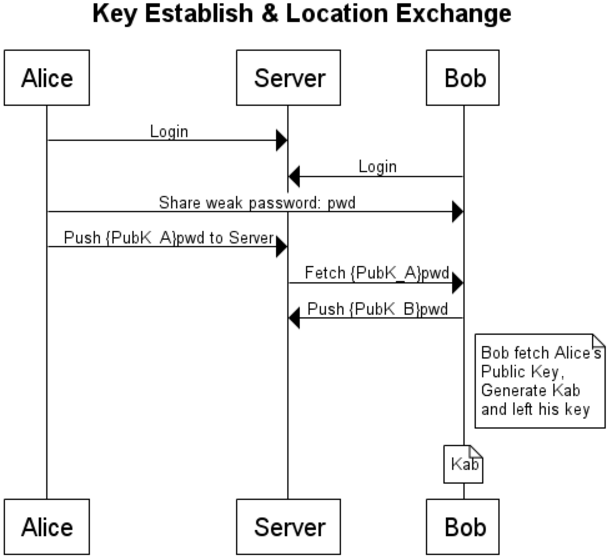 Key Establish & Location Exchange
Alice
Server
Bob
Login
Login
Share weak password: pwd
Push {PubK_A}pwd to Server
Fetch {PubK_A}pwd
Push {PubK_B}pwd
Bob fetch Alice's
Public Key,
Generate Kab
and left his key
Kab
Alice
Server
Bob